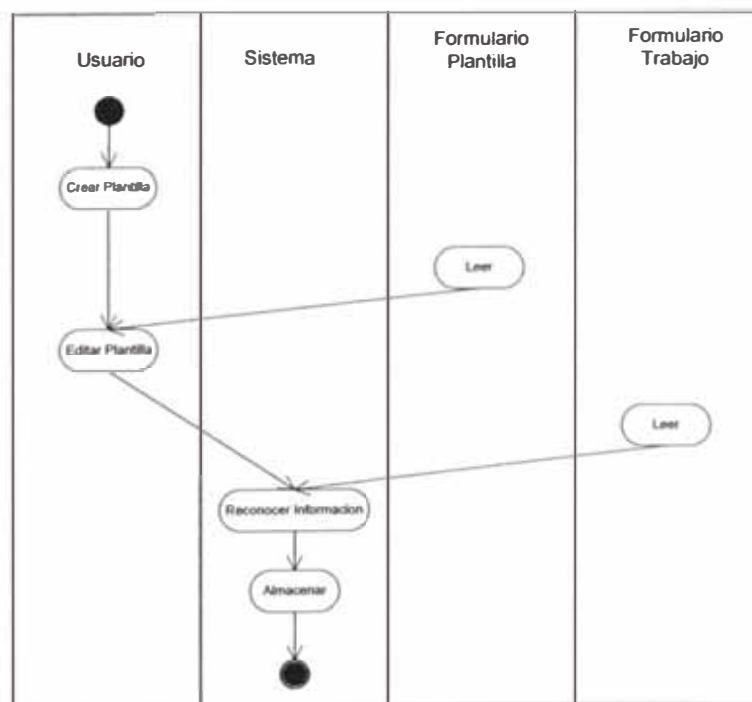 Usuario
Sistema
Formulario
Plantilla
Formulario
Trabajo
Crear Plantilla
Leer
Editar Plantilla
Leer
Reconocer Informacion
Almacenar